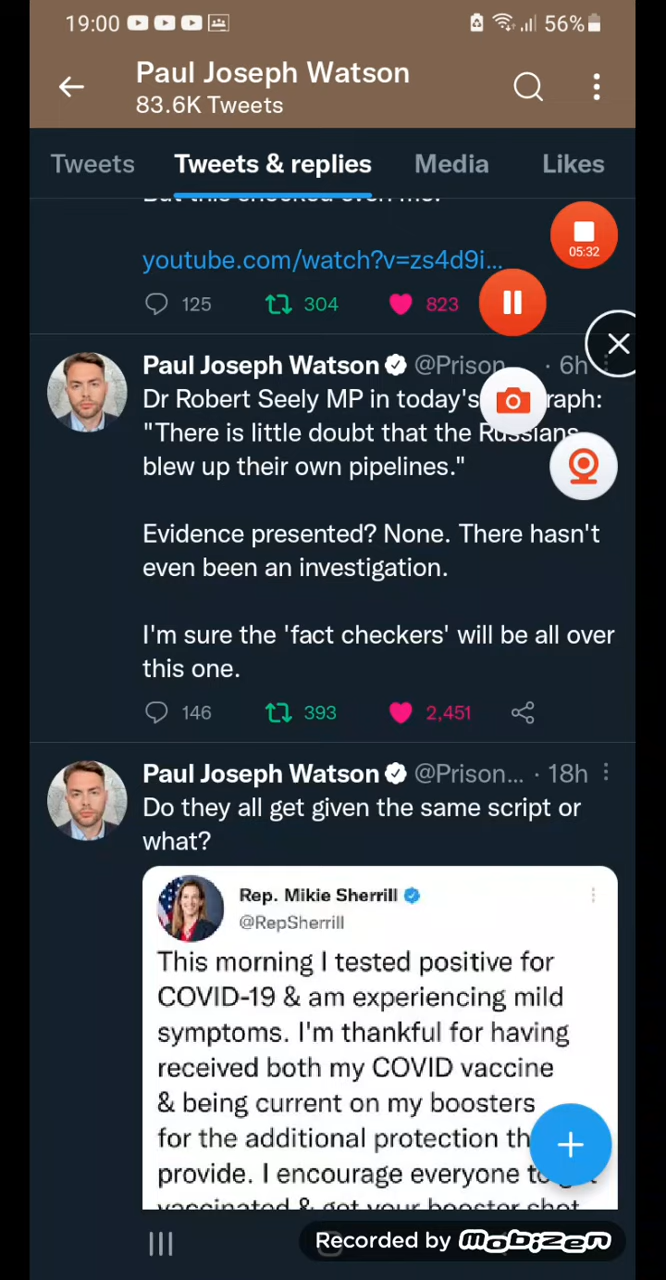 19:00
56%
Paul Joseph Watson
83.6K Tweets
Tweets
Tweets & replies
Media
Likes
youtube.com/watch?v=zs4d9i...
05:32
125
304
823
Paul Joseph Watson @Prison · 6h
Dr Robert Seely MP in today's raph:
"There is little doubt that the Russians
blew up their own pipelines."
Evidence presented? None. There hasn't
even been an investigation.
I'm sure the 'fact checkers' will be all over
this one.
146
393
2,451
Paul Joseph Watson @Prison... · 18h
Do they all get given the same script or
what?
Rep. Mikie Sherrill
@RepSherrill
This morning I tested positive for
COVID-19 & am experiencing mild
symptoms. I'm thankful for having
received both my COVID vaccine
& being current on my boosters
for the additional protection th
provide. I encourage everyone to
vaccinated & get your booster shot
Recorded by mobizen